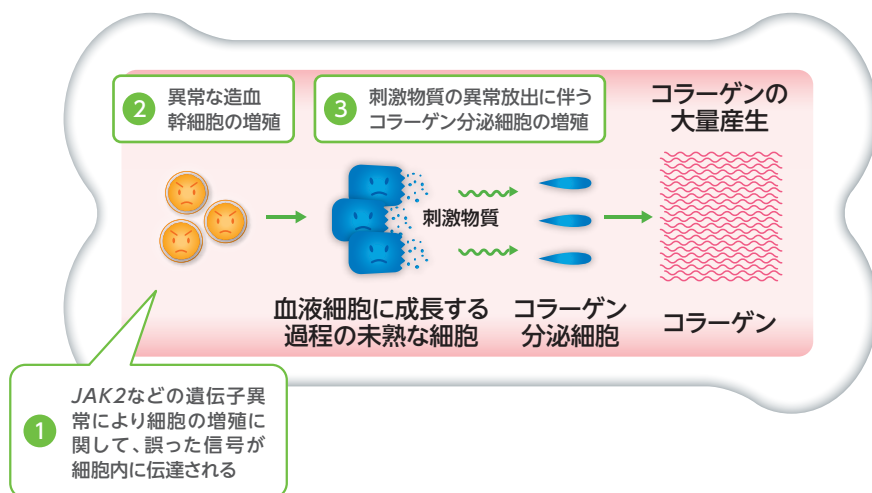 2
異常な造血
幹細胞の増殖
3
刺激物質の異常放出に伴う
コラーゲン分泌細胞の増殖
コラーゲンの
大量産生
刺激物質
血液細胞に成長する
過程の未熟な細胞
コラーゲン
分泌細胞
コラーゲン
1
JAK2などの遺伝子異
常により細胞の増殖に
関して、誤った信号が
細胞内に伝達される